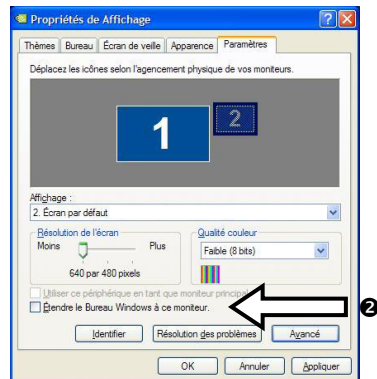 Propriétés de Affichage
Thèmes Bureau Écran de veille Apparence Paramètres
Déplacez les icônes selon l'agencement physique de vos moniteurs.
1 2
Affichage :
2. Écran par défaut
Résolution de l'écran
Moins Plus
640 par 480 pixels
Qualité couleur
Faible (8 bits)
Utiliser ce périphérique en tant que moniteur principal
Étendre le Bureau Windows à ce moniteur.
❷
Identifier Résolution des problèmes Avancé
OK Annuler Appliquer